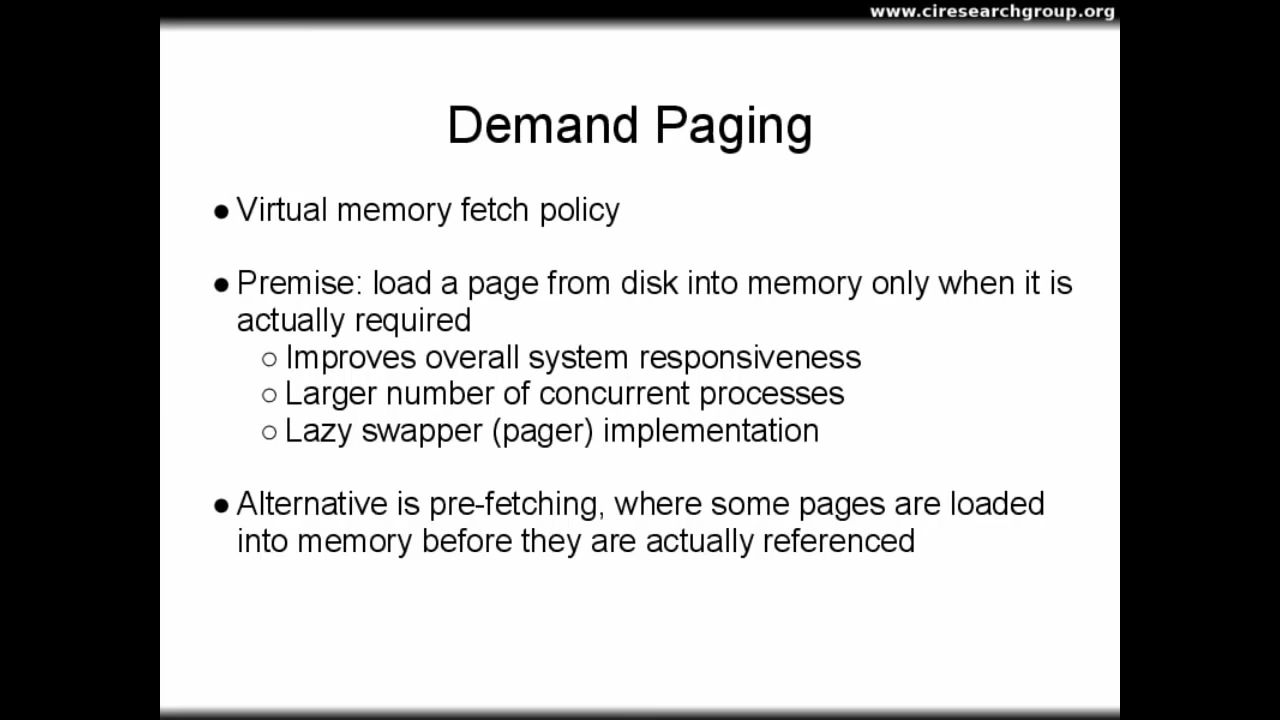 www.ciresearchgroup.org
Demand Paging
● Virtual memory fetch policy
● Premise: load a page from disk into memory only when it is
actually required
○ Improves overall system responsiveness
○ Larger number of concurrent processes
○ Lazy swapper (pager) implementation
● Alternative is pre-fetching, where some pages are loaded
into memory before they are actually referenced